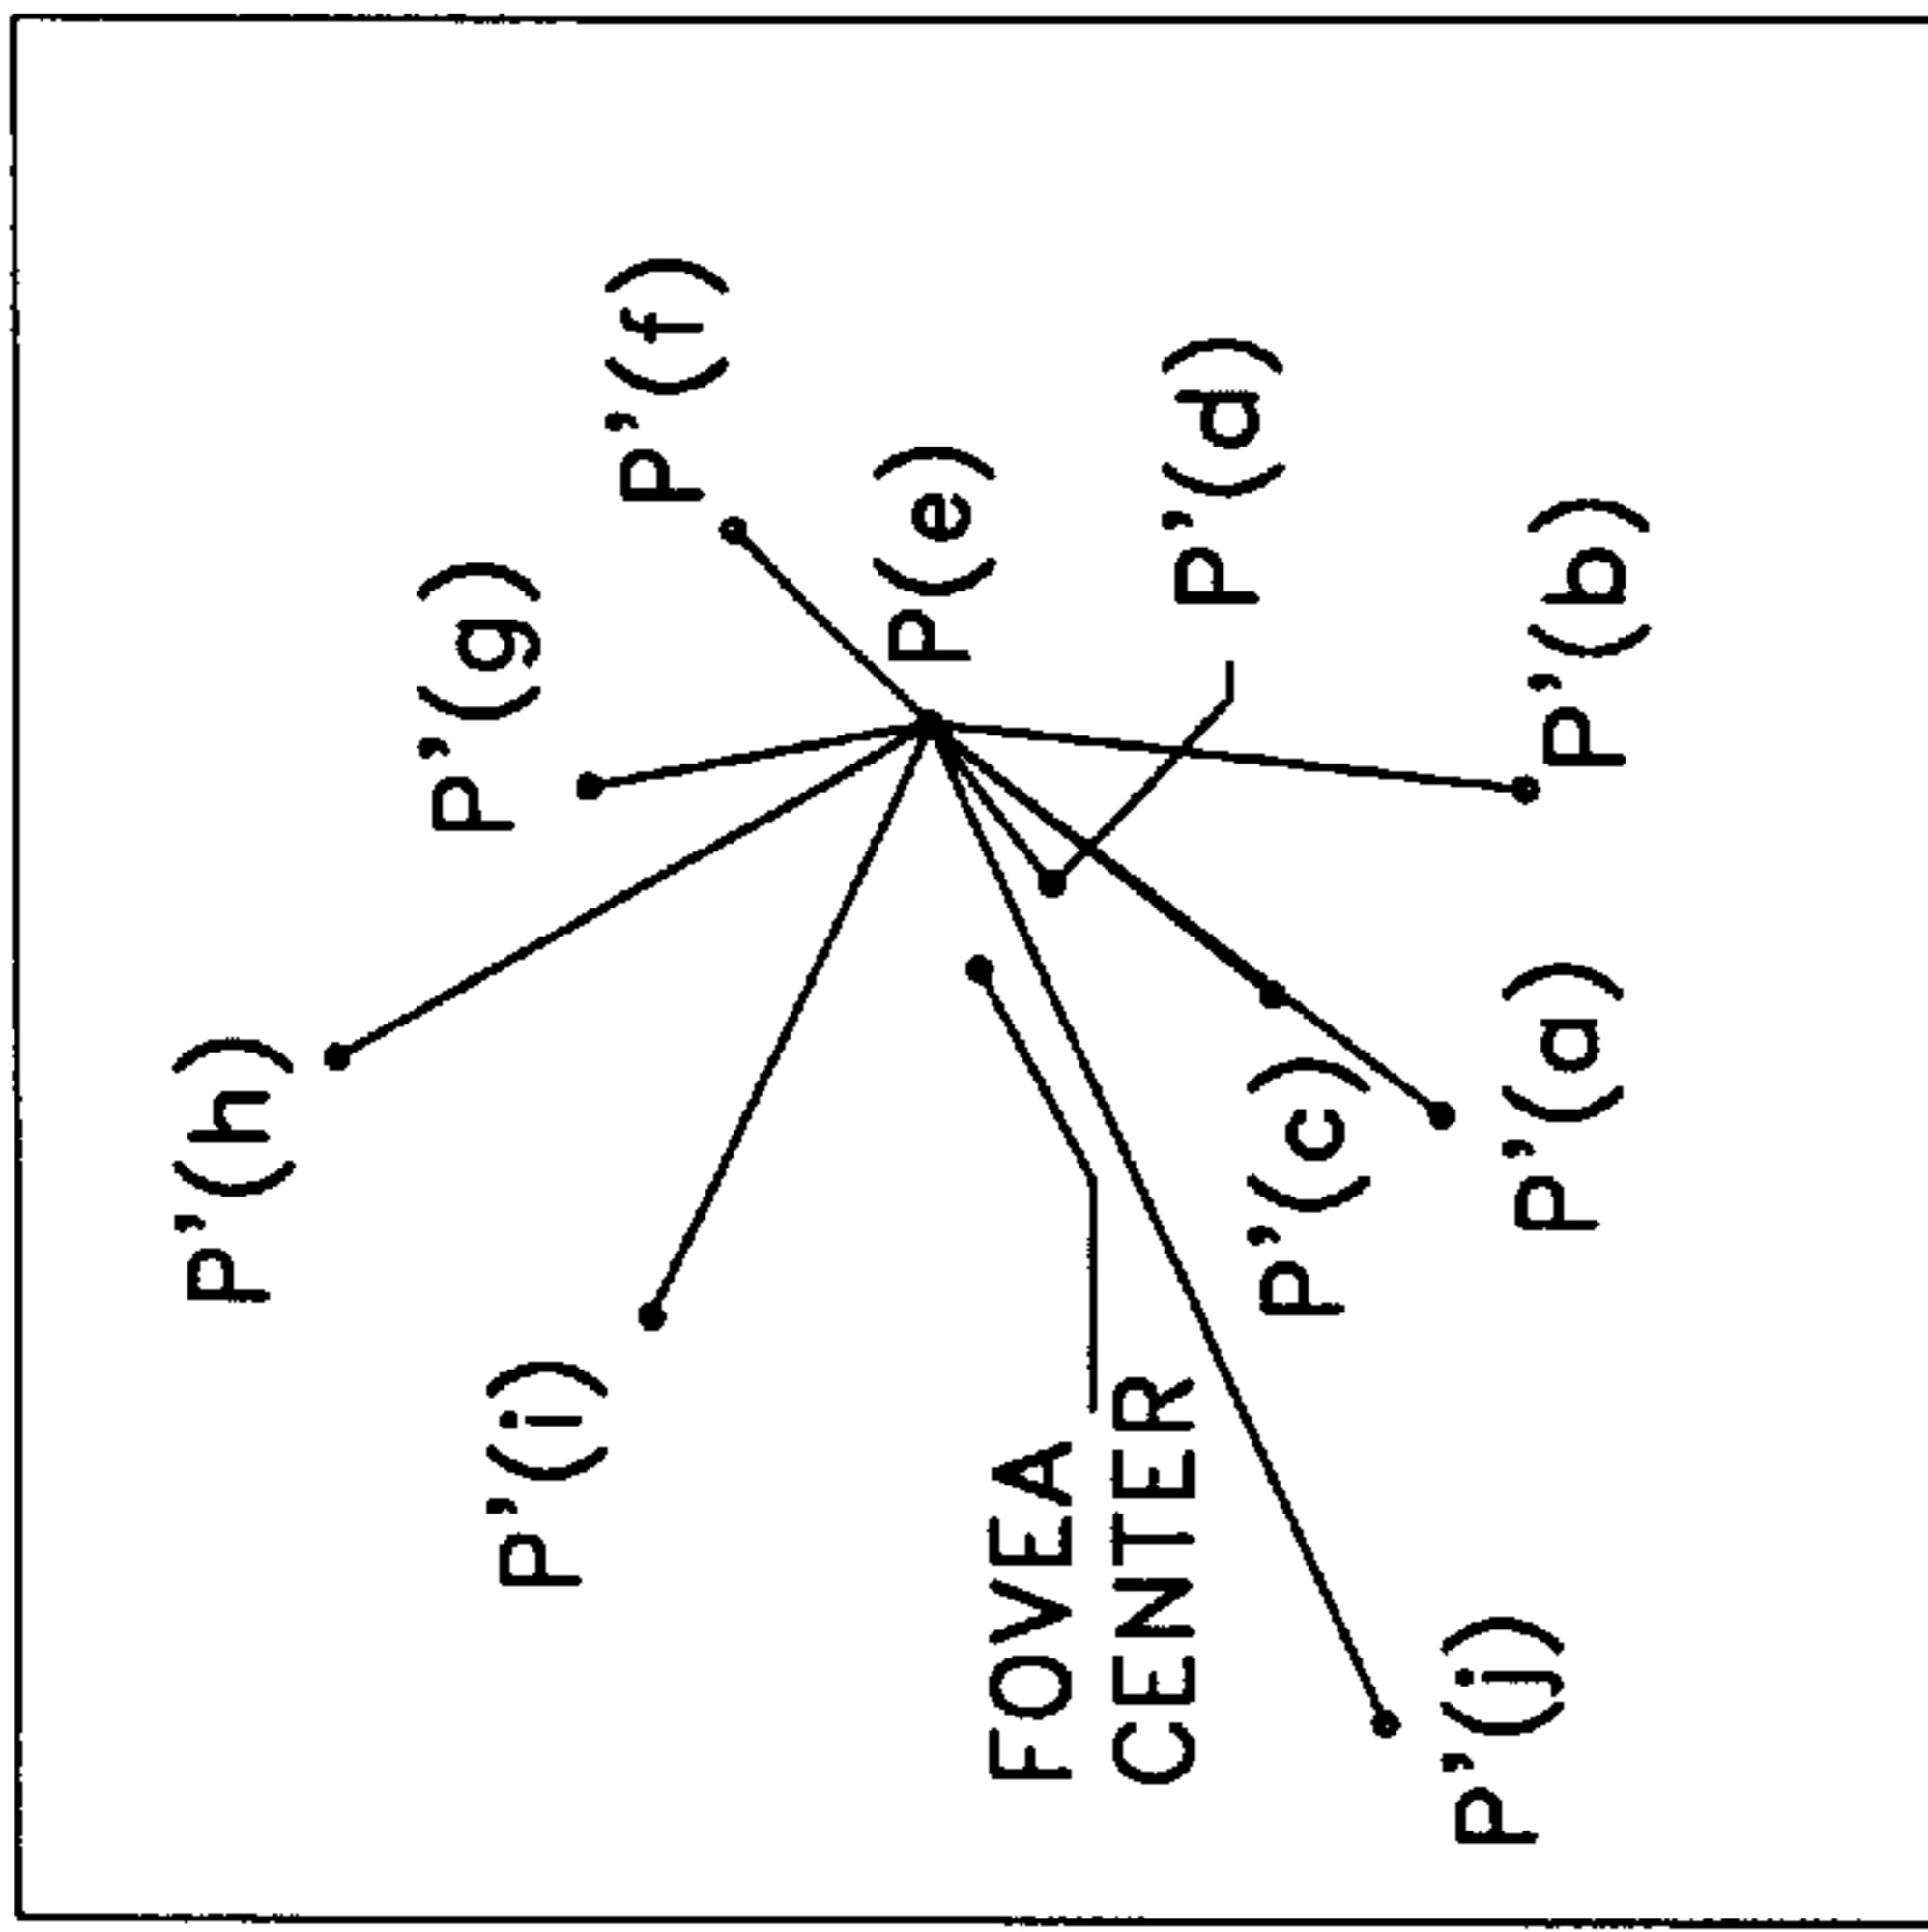 P'(h)
P'(g)
P'(i)
P'(f)
P(e)
FOVEA
CENTER
P'(d)
P'(c)
P'(j)
P'(a)
P'(b)